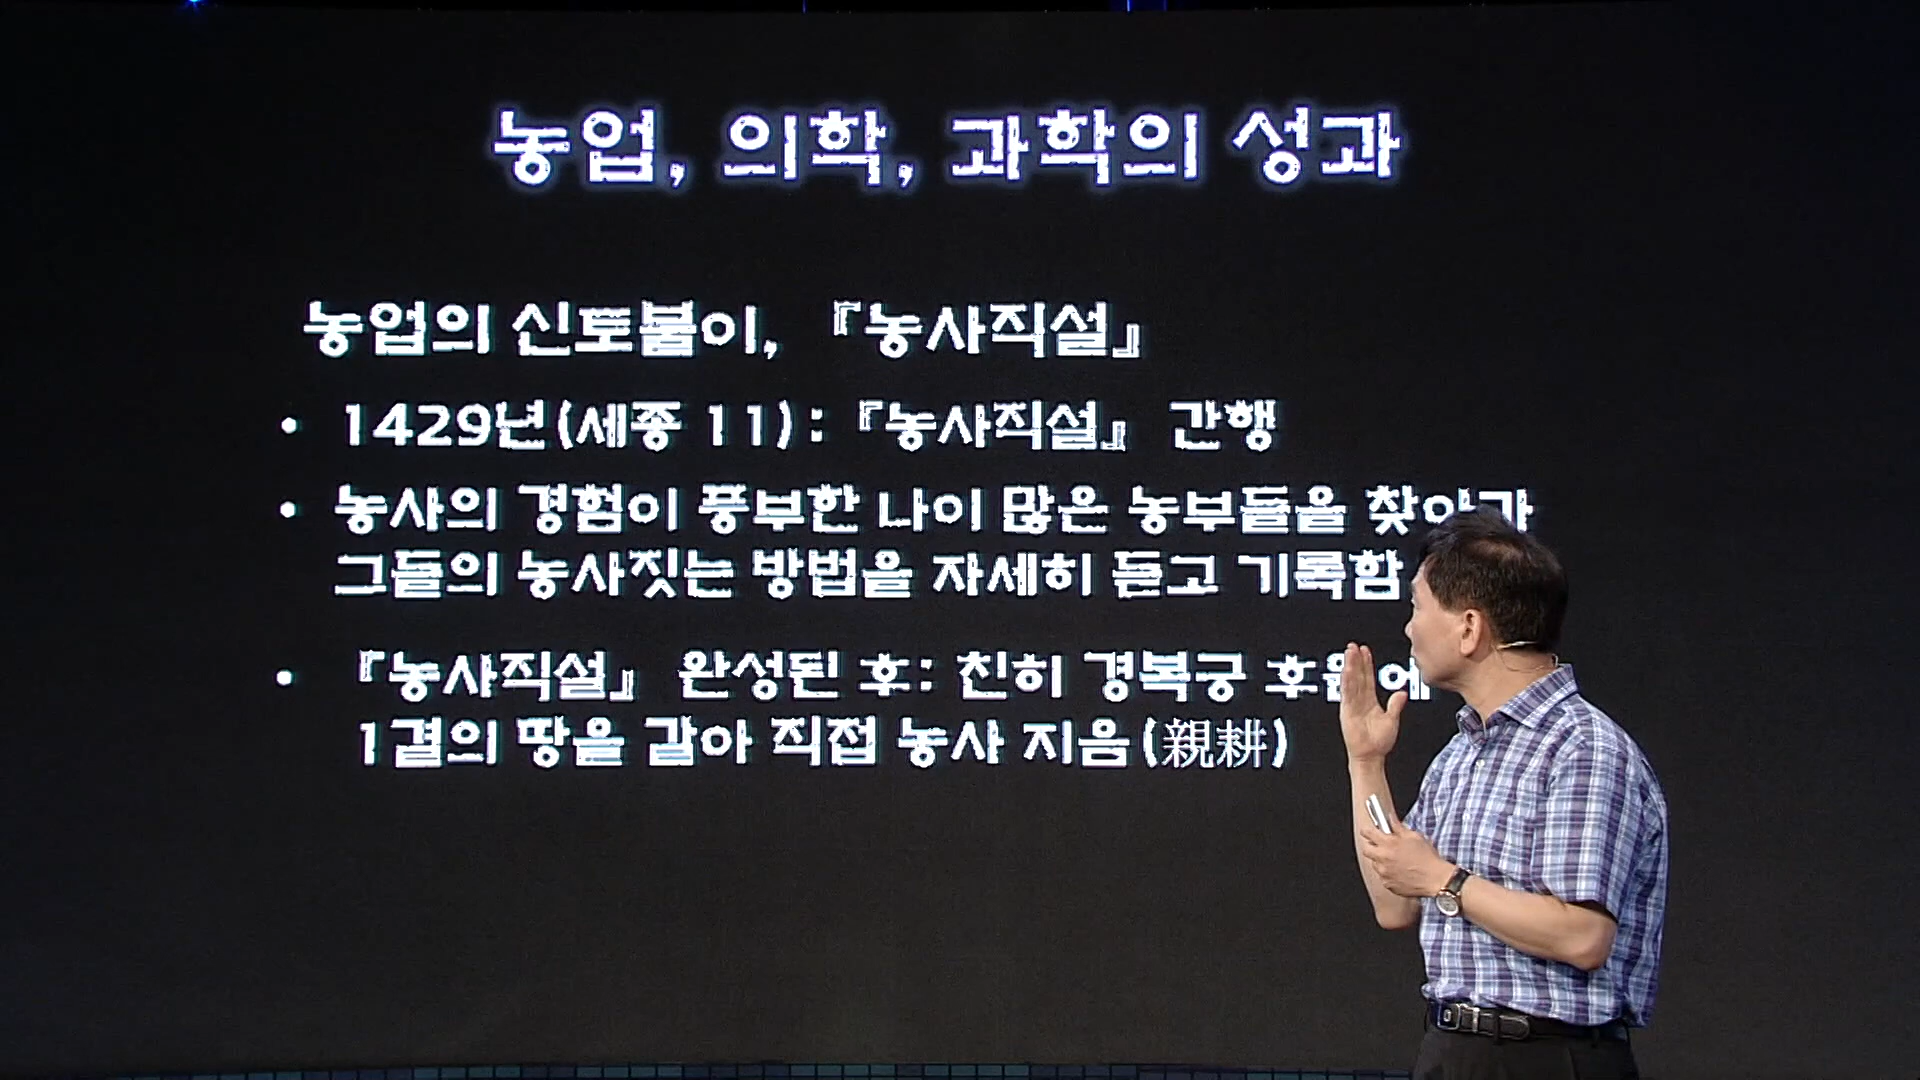 농업, 의학, 과학의 성과
농업의 신토불이, 『농사직설』
• 1429년(세종 11) : 『농사직설』 간행
• 농사의 경험이 풍부한 나이 많은 농부들을 찾아가
그들의 농사짓는 방법을 자세히 듣고 기록함
• 『농사직설』 완성된 후: 친히 경복궁 후원에
1결의 땅을 갈아 직접 농사 지음(親耕)